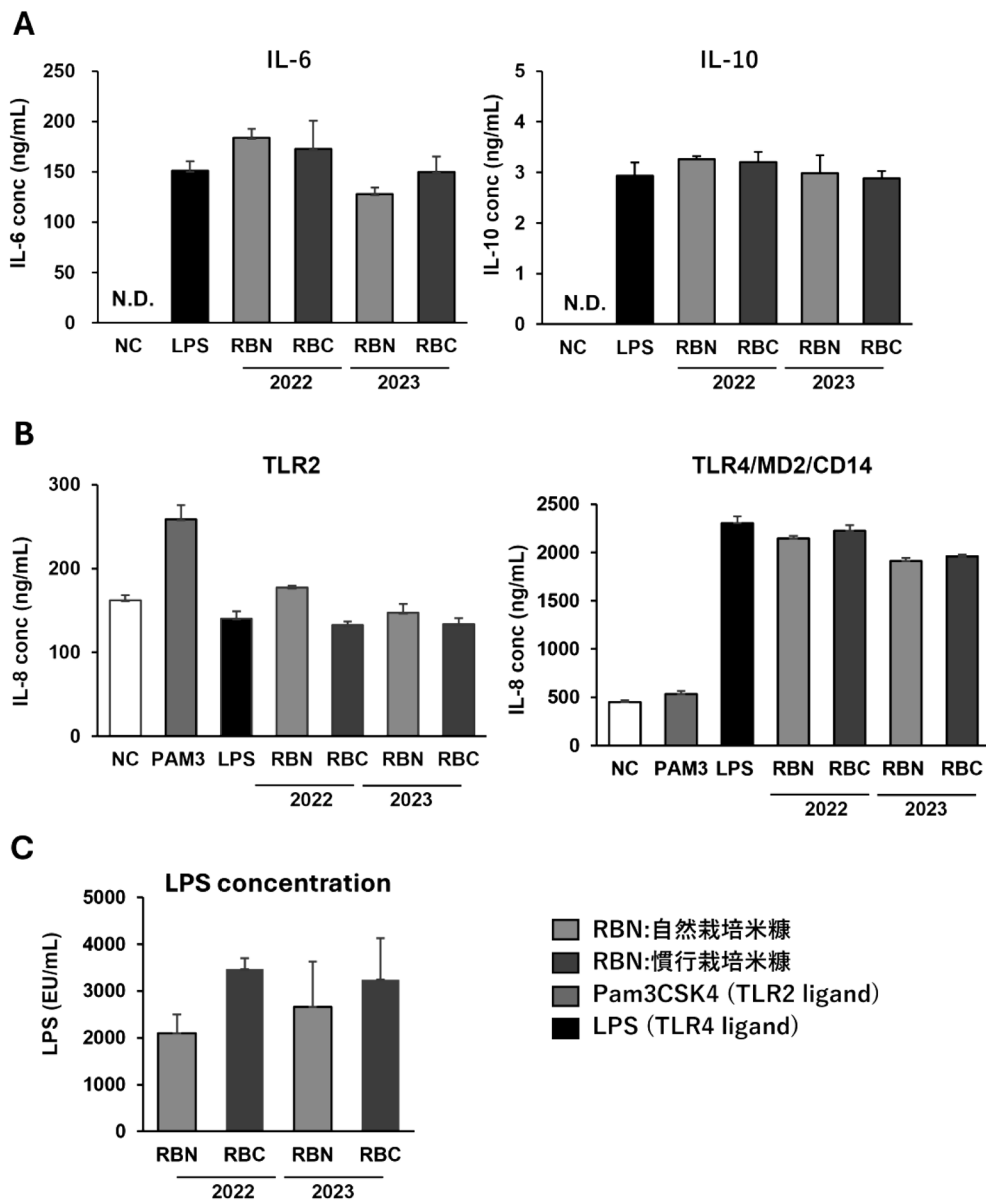 A
IL-6
IL-6 conc (ng/mL)
250
200
150
100
50
0
N.D.
NC LPS RBN RBC RBN RBC
2022 2023
IL-10
IL-10 conc (ng/mL)
5
4
3
2
1
0
N.D.
NC LPS RBN RBC RBN RBC
2022 2023
B
TLR2
IL-8 conc (ng/mL)
300
200
100
0
NC PAM3 LPS RBN RBC RBN RBC
2022 2023
TLR4/MD2/CD14
IL-8 conc (ng/mL)
2500
2000
1500
1000
500
0
NC PAM3 LPS RBN RBC RBN RBC
2022 2023
C
LPS concentration
LPS (EU/mL)
5000
4000
3000
2000
1000
0
RBN RBC RBN RBC
2022 2023
RBN:自然栽培米糠
RBN:慣行栽培米糠
Pam3CSK4 (TLR2 ligand)
LPS (TLR4 ligand)